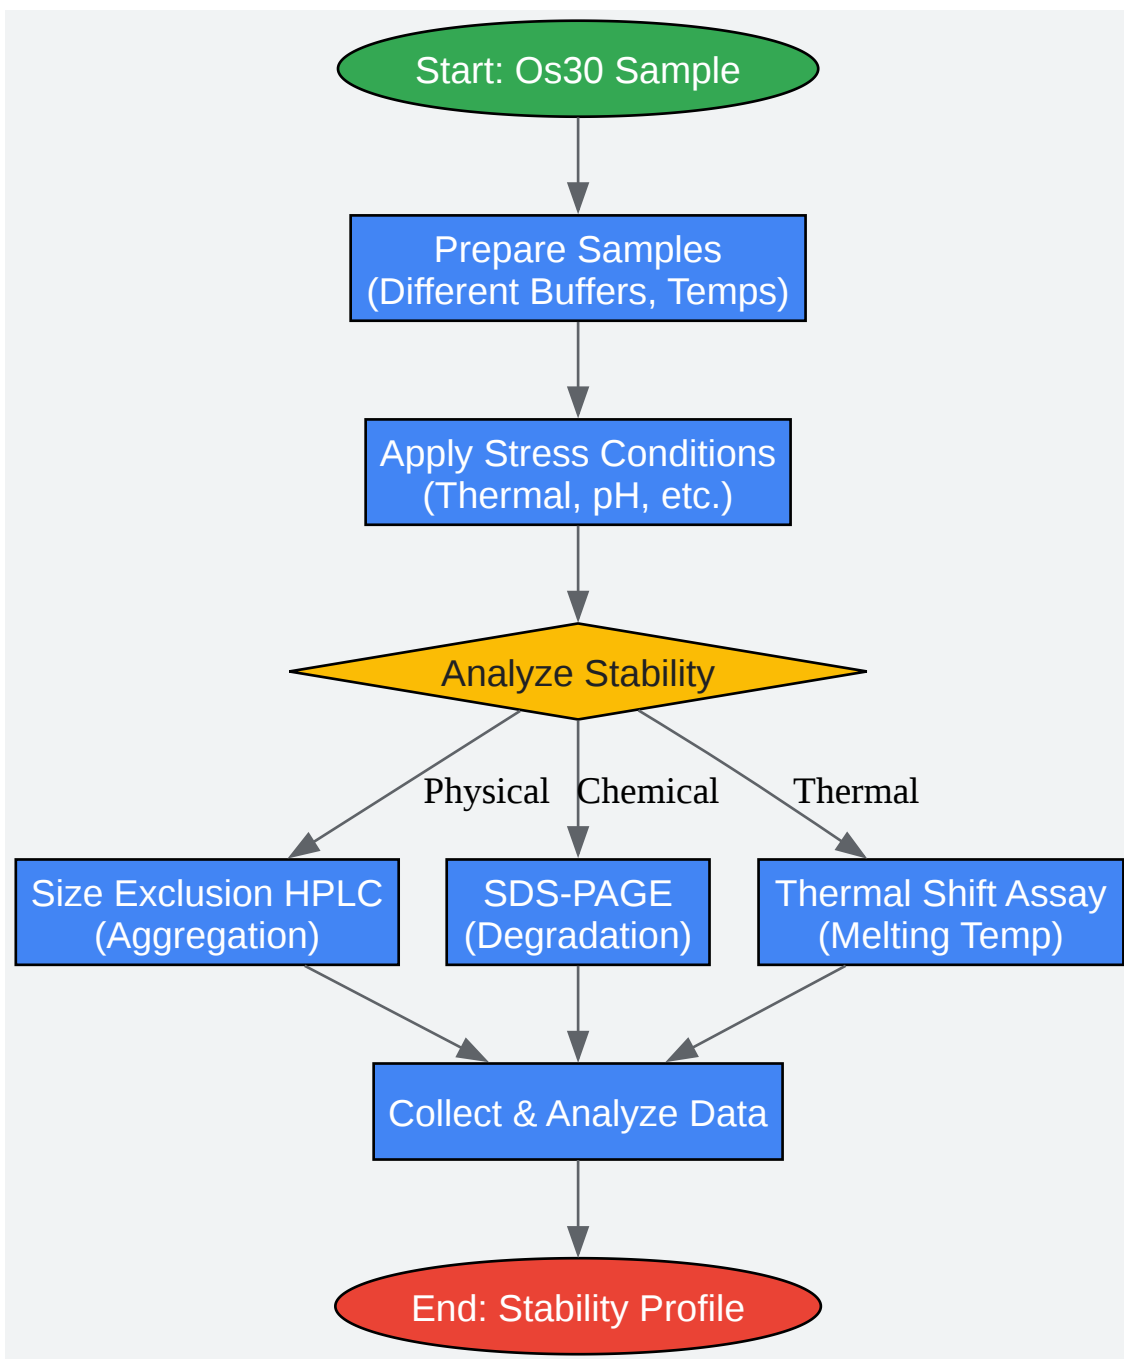 Start: Os30 Sample
Prepare Samples
(Different Buffers, Temps)
Apply Stress Conditions
(Thermal, pH, etc.)
Analyze Stability
Physical
Chemical
Thermal
Size Exclusion HPLC
(Aggregation)
SDS-PAGE
(Degradation)
Thermal Shift Assay
(Melting Temp)
Collect & Analyze Data
End: Stability Profile